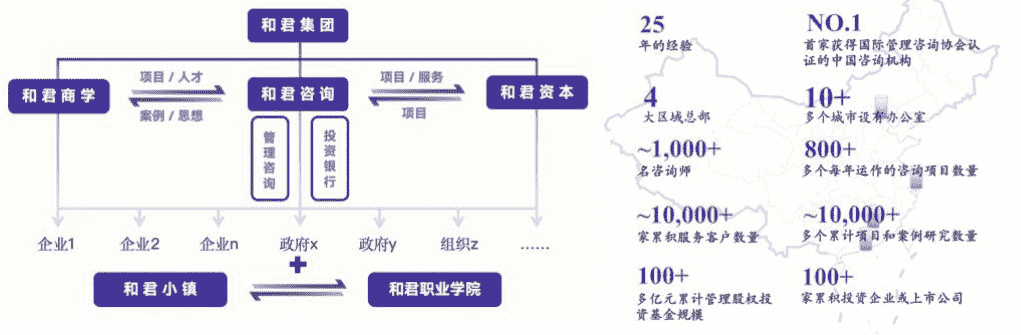 和君集团
和君商学
项目 / 人才
案例 / 思想
和君咨询
项目 / 服务
项目
和君资本
管理咨询
投资银行
企业1
企业2
企业n
政府x
政府y
组织z
......
+
和君小镇
和君职业学院
25
年的经验
NO.1
首家获得国际管理咨询协会认
证的中国咨询机构
4
大区域总部
10+
多个城市设有办公室
~1,000+
名咨询师
800+
多个每年运作的咨询项目数量
~10,000+
家累积服务客户数量
~10,000+
多个累计项目和案例研究数量
100+
多亿元累计管理股权投
资基金规模
100+
家累积投资企业或上市公司